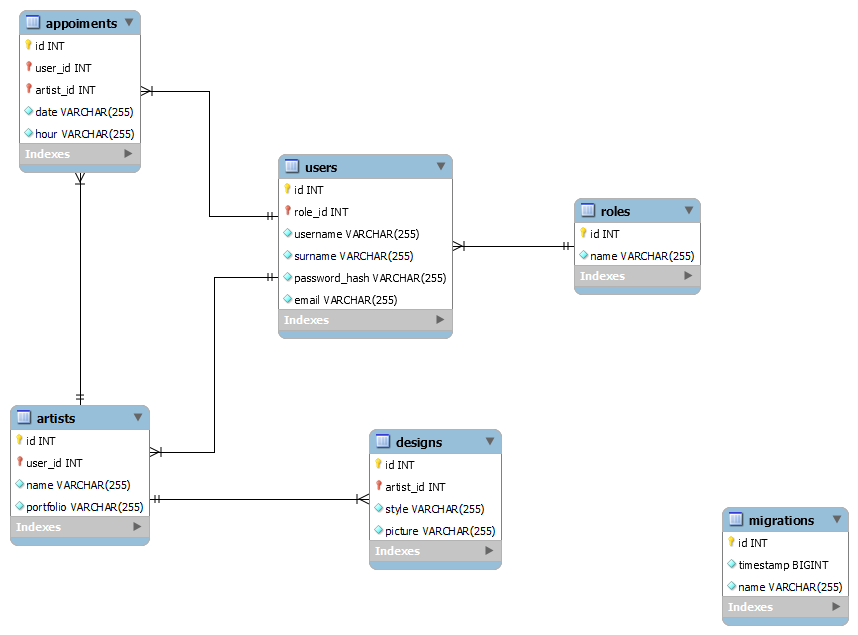 appoiments
id INT
user_id INT
artist_id INT
date VARCHAR(255)
hour VARCHAR(255)
Indexes
users
id INT
role_id INT
username VARCHAR(255)
surname VARCHAR(255)
password_hash VARCHAR(255)
email VARCHAR(255)
Indexes
roles
id INT
name VARCHAR(255)
Indexes
artists
id INT
user_id INT
name VARCHAR(255)
portfolio VARCHAR(255)
Indexes
designs
id INT
artist_id INT
style VARCHAR(255)
picture VARCHAR(255)
Indexes
migrations
id INT
timestamp BIGINT
name VARCHAR(255)
Indexes